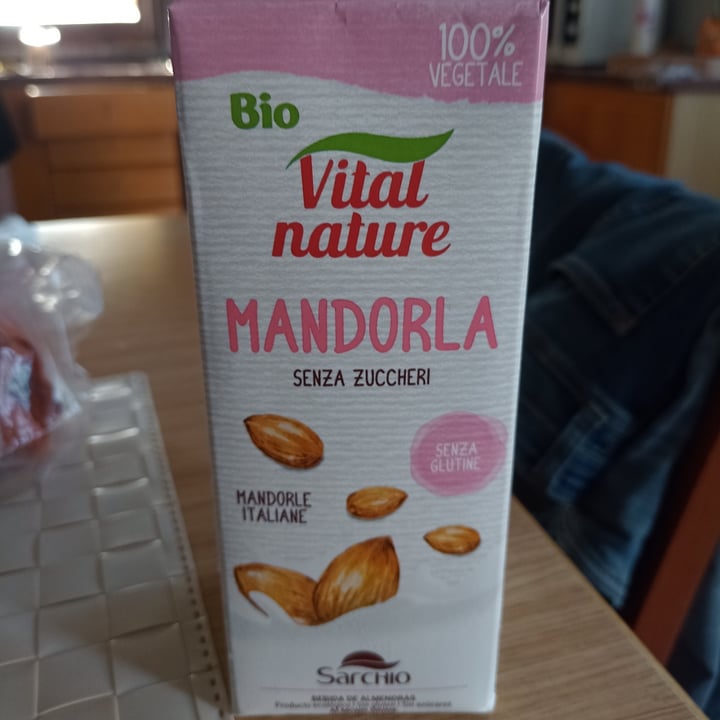 100%
VEGETALE
Bio
Vital
nature
MANDORLA
SENZA ZUCCHERI
SENZA
GLUTINE
MANDORLE
ITALIANE
Sarchio
BEBIDA DE ALMENDRAS